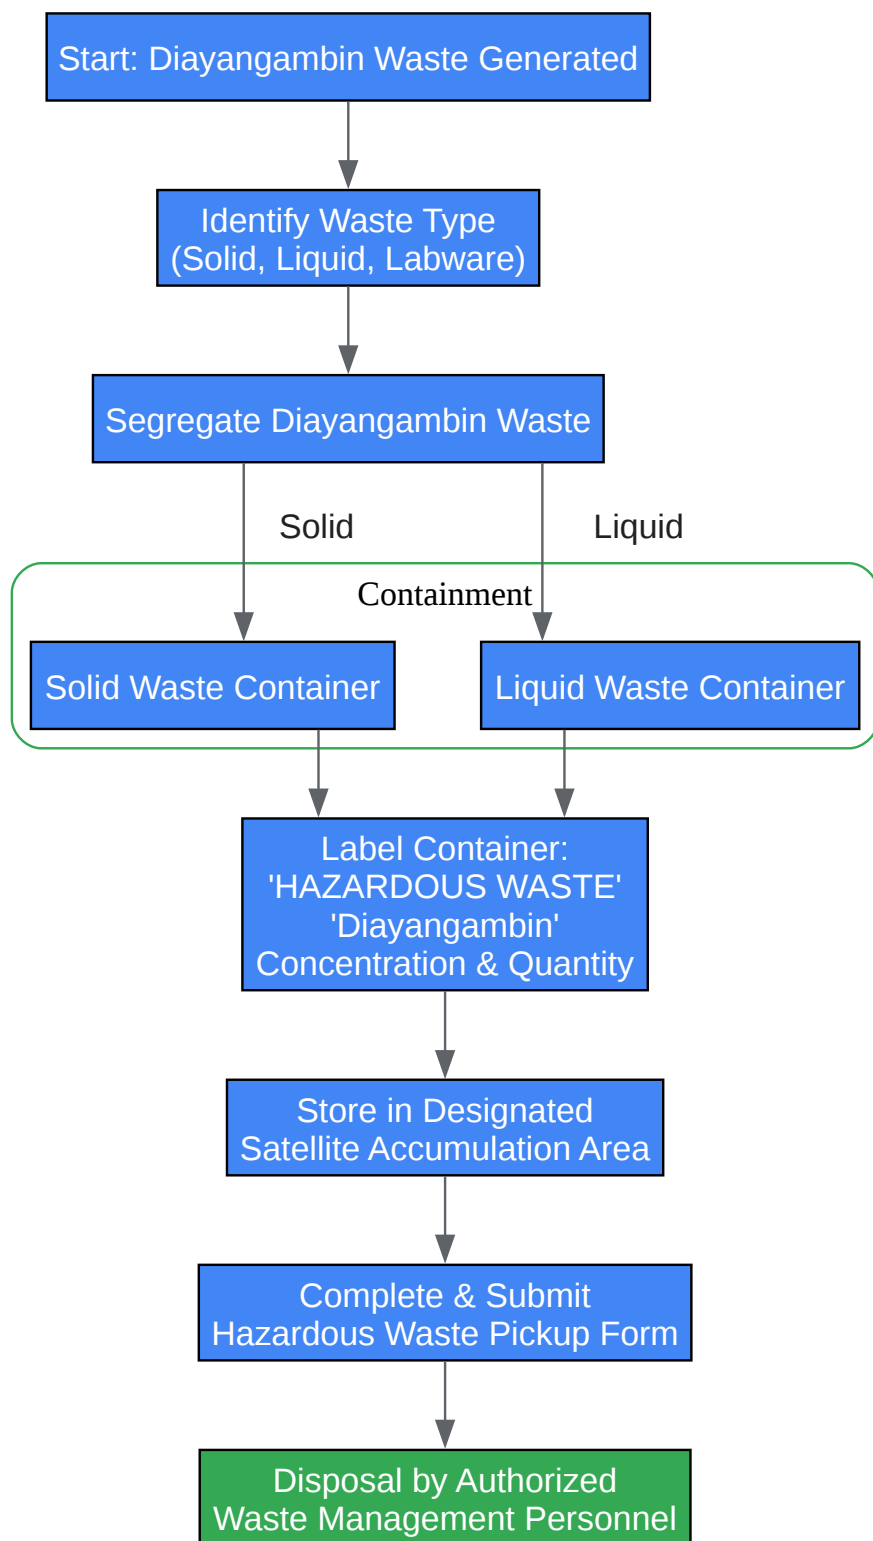 Start: Diayangambin Waste Generated
Identify Waste Type
(Solid, Liquid, Labware)
Segregate Diayangambin Waste
Solid
Liquid
Containment
Solid Waste Container
Liquid Waste Container
Label Container:
'HAZARDOUS WASTE'
'Diayangambin'
Concentration & Quantity
Store in Designated
Satellite Accumulation Area
Complete & Submit
Hazardous Waste Pickup Form
Disposal by Authorized
Waste Management Personnel